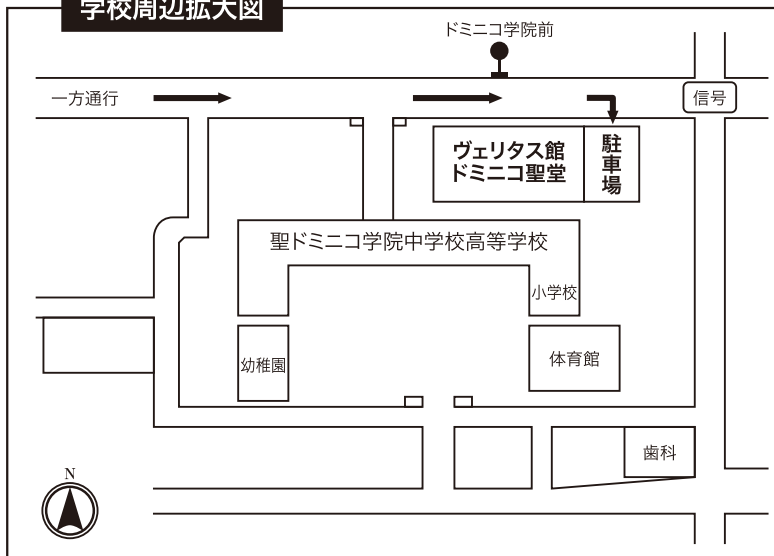 学校周辺拡大図
ドミニコ学院前
一方通行
信号
ヴェリタス館
ドミニコ聖堂
駐車場
聖ドミニコ学院中学校高等学校
小学校
幼稚園
体育館
歯科
N